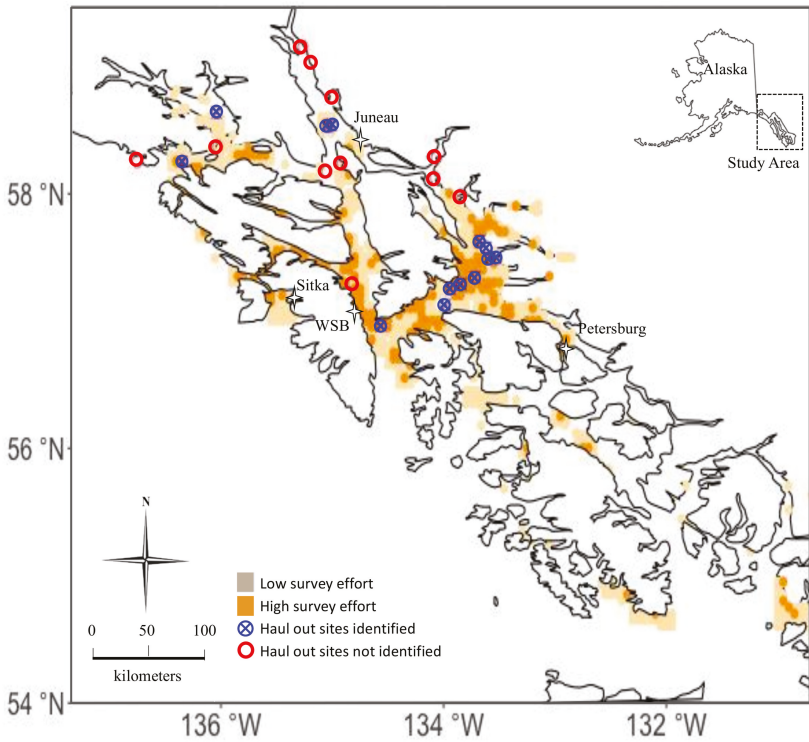 Alaska
Study Area
Juneau
58 °N
Sitka
WSB
Petersburg
56 °N
N
Low survey effort
High survey effort
Haul out sites identified
Haul out sites not identified
0 50 100
kilometers
54 °N
136 °W 134 °W 132 °W